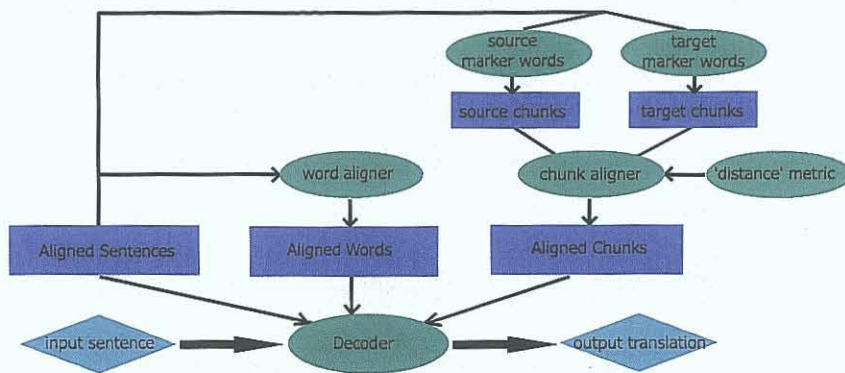 source
marker words
target
marker words
source chunks
target chunks
word aligner
chunk aligner
'distance' metric
Aligned Sentences
Aligned Words
Aligned Chunks
input sentence
Decoder
output translation